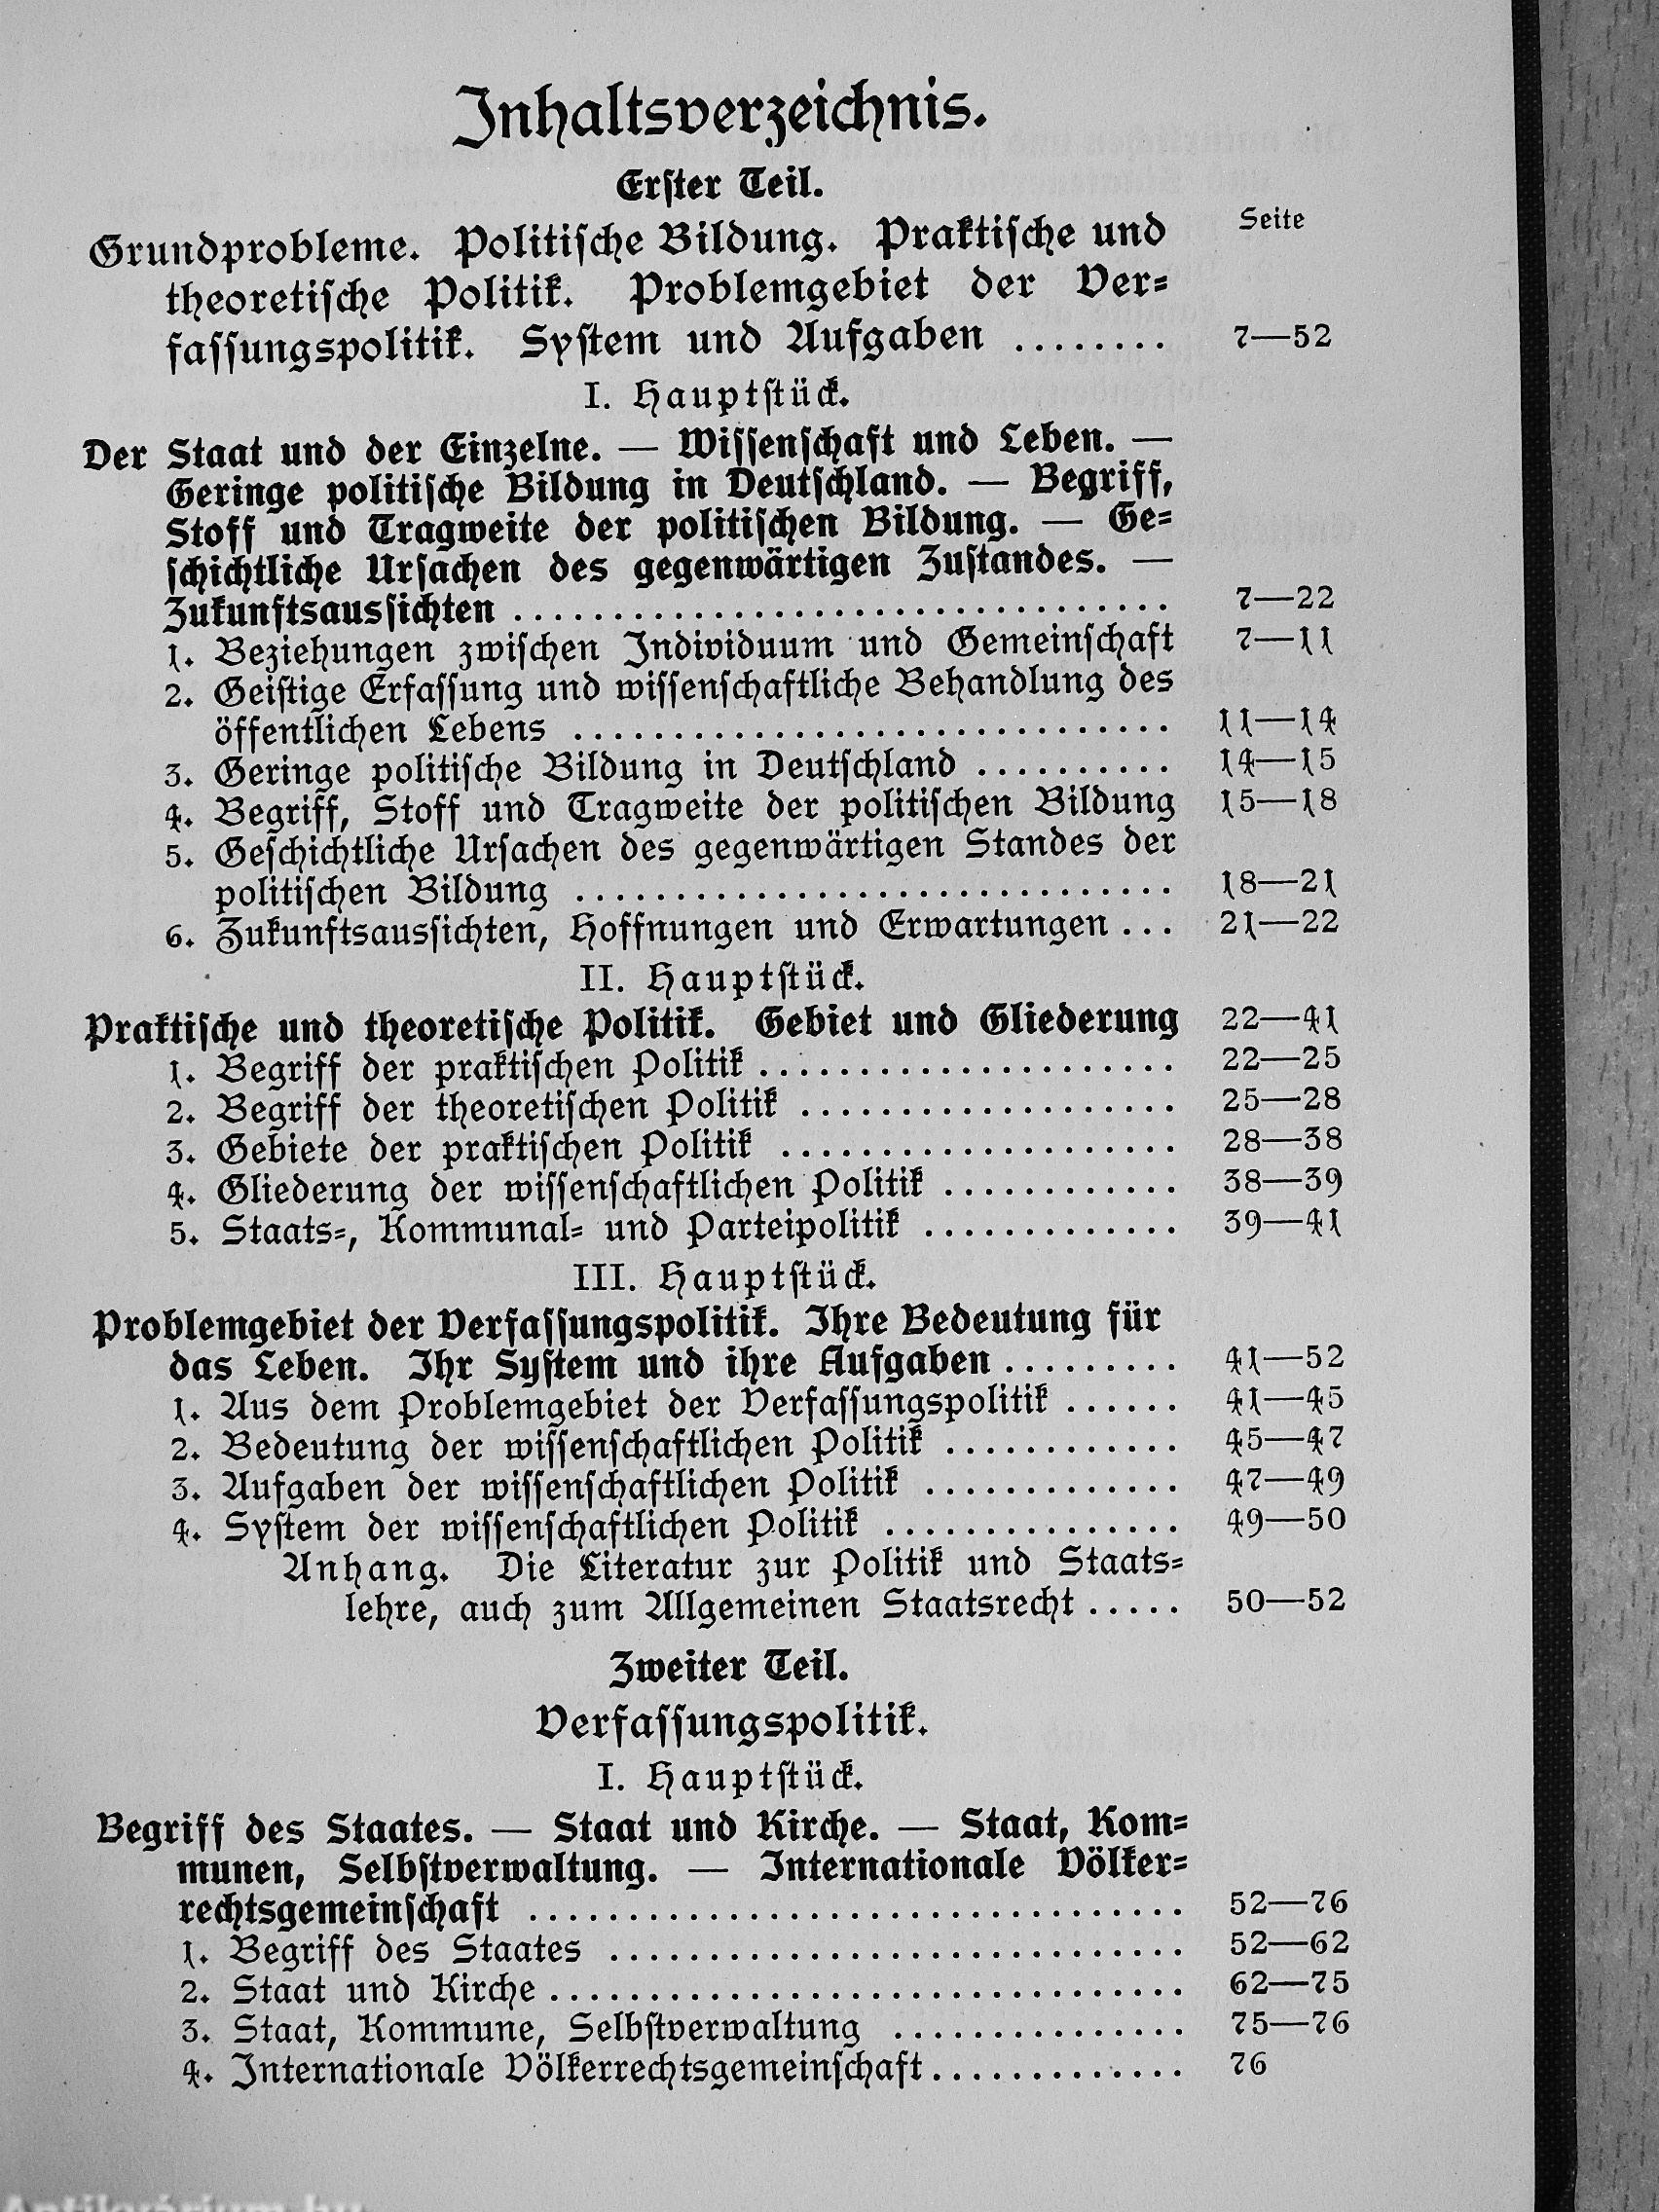 Inhaltsverzeichnis.
Erſter Teil.
Seite
Grundprobleme. Politiſche Bildung. Praktiſche und
theoretiſche Politik. Problemgebiet der Ver⸗
faſſungspolitik. Syſtem und Aufgaben ........ 7—52
I. Hauptſtück.
Der Staat und der Einzelne. — Wiſſenſchaft und Leben. —
Geringe politiſche Bildung in Deutſchland. — Begriff,
Stoff und Tragweite der politiſchen Bildung. — Ge⸗
ſchichtliche Urſachen des gegenwärtigen Zuſtandes. —
Zukunftsausſichten ................................. 7—22
1. Beziehungen zwiſchen Individuum und Gemeinſchaft 7—11
2. Geiſtige Erfaſſung und wiſſenſchaftliche Behandlung des
öffentlichen Lebens .............................. 11—14
3. Geringe politiſche Bildung in Deutſchland .......... 14—15
4. Begriff, Stoff und Tragweite der politiſchen Bildung 15—18
5. Geſchichtliche Urſachen des gegenwärtigen Standes der
politiſchen Bildung .............................. 18—21
6. Zukunftsausſichten, Hoffnungen und Erwartungen ... 21—22
II. Hauptſtück.
Praktiſche und theoretiſche Politik. Gebiet und Gliederung 22—41
1. Begriff der praktiſchen Politik ..................... 22—25
2. Begriff der theoretiſchen Politik ................... 25—28
3. Gebiete der praktiſchen Politik .................... 28—38
4. Gliederung der wiſſenſchaftlichen Politik ............ 38—39
5. Staats⸗, Kommunal⸗ und Parteipolitik ............. 39—41
III. Hauptſtück.
Problemgebiet der Verfaſſungspolitik. Ihre Bedeutung für
das Leben. Ihr Syſtem und ihre Aufgaben ......... 41—52
1. Aus dem Problemgebiet der Verfaſſungspolitik ...... 41—45
2. Bedeutung der wiſſenſchaftlichen Politik ............ 45—47
3. Aufgaben der wiſſenſchaftlichen Politik ............. 47—49
4. Syſtem der wiſſenſchaftlichen Politik ............... 49—50
Anhang. Die Literatur zur Politik und Staats⸗
lehre, auch zum Allgemeinen Staatsrecht ..... 50—52
Zweiter Teil.
Verfaſſungspolitik.
I. Hauptſtück.
Begriff des Staates. — Staat und Kirche. — Staat, Kom⸗
munen, Selbſtverwaltung. — Internationale Völker⸗
rechtsgemeinſchaft ................................. 52—76
1. Begriff des Staates ............................. 52—62
2. Staat und Kirche ................................ 62—75
3. Staat, Kommune, Selbſtverwaltung ............... 75—76
4. Internationale Völkerrechtsgemeinſchaft ............. 76